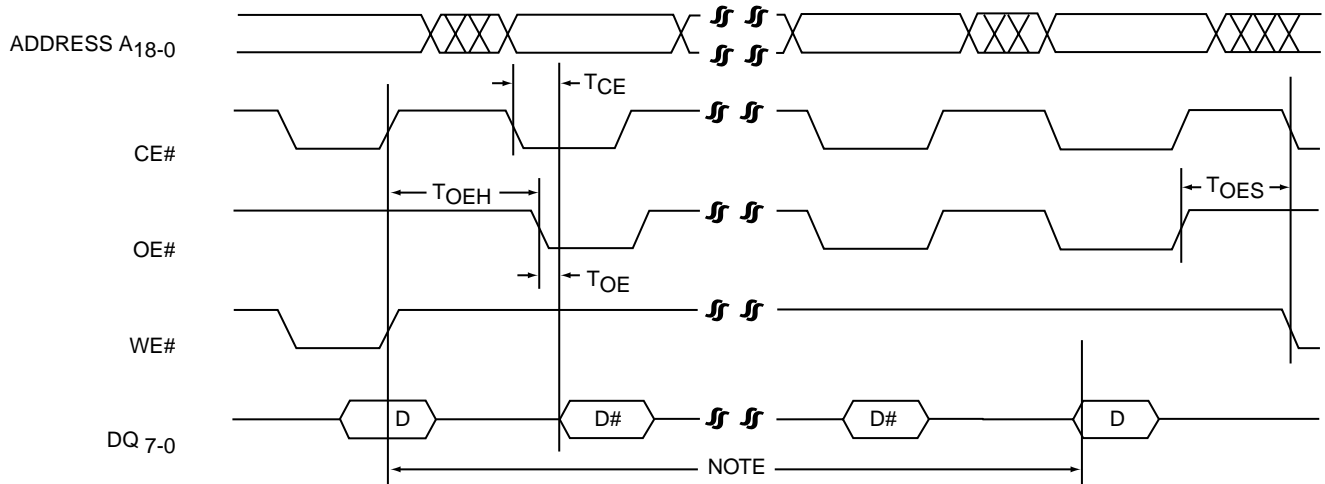 ADDRESS A18-0
TCE
CE#
TOEH
TOES
OE#
TOE
WE#
D
D#
D#
D
DQ 7-0
NOTE